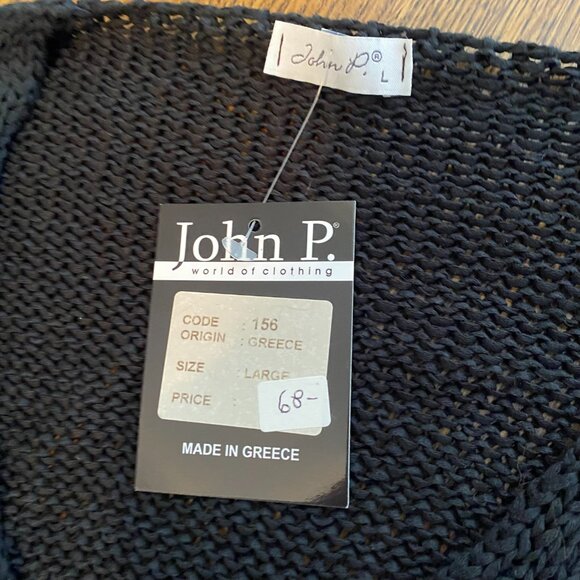 John P.®
L
John P.®
world of clothing
CODE : 156
ORIGIN : GREECE
SIZE : LARGE
PRICE :
68-
MADE IN GREECE